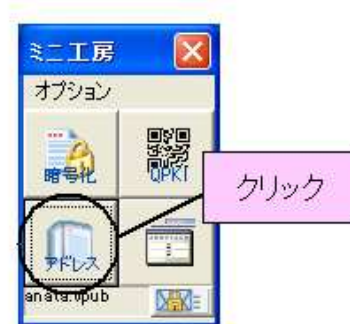 ミニ工房
オプション
暗号化
QPKI
クリック
アドレス
anata.qpub